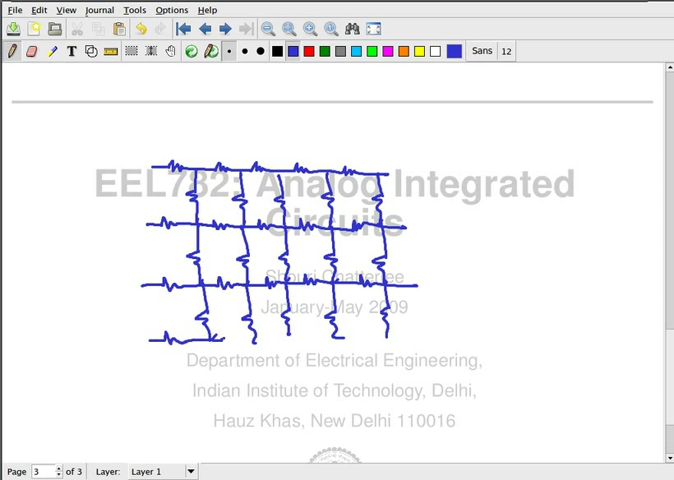 File Edit View Journal Tools Options Help
Sans 12
EEL782: Analog Integrated
Circuits
Shouri Chatterjee
January-May 2009
Department of Electrical Engineering,
Indian Institute of Technology, Delhi,
Hauz Khas, New Delhi 110016
Page 3 of 3 Layer: Layer 1